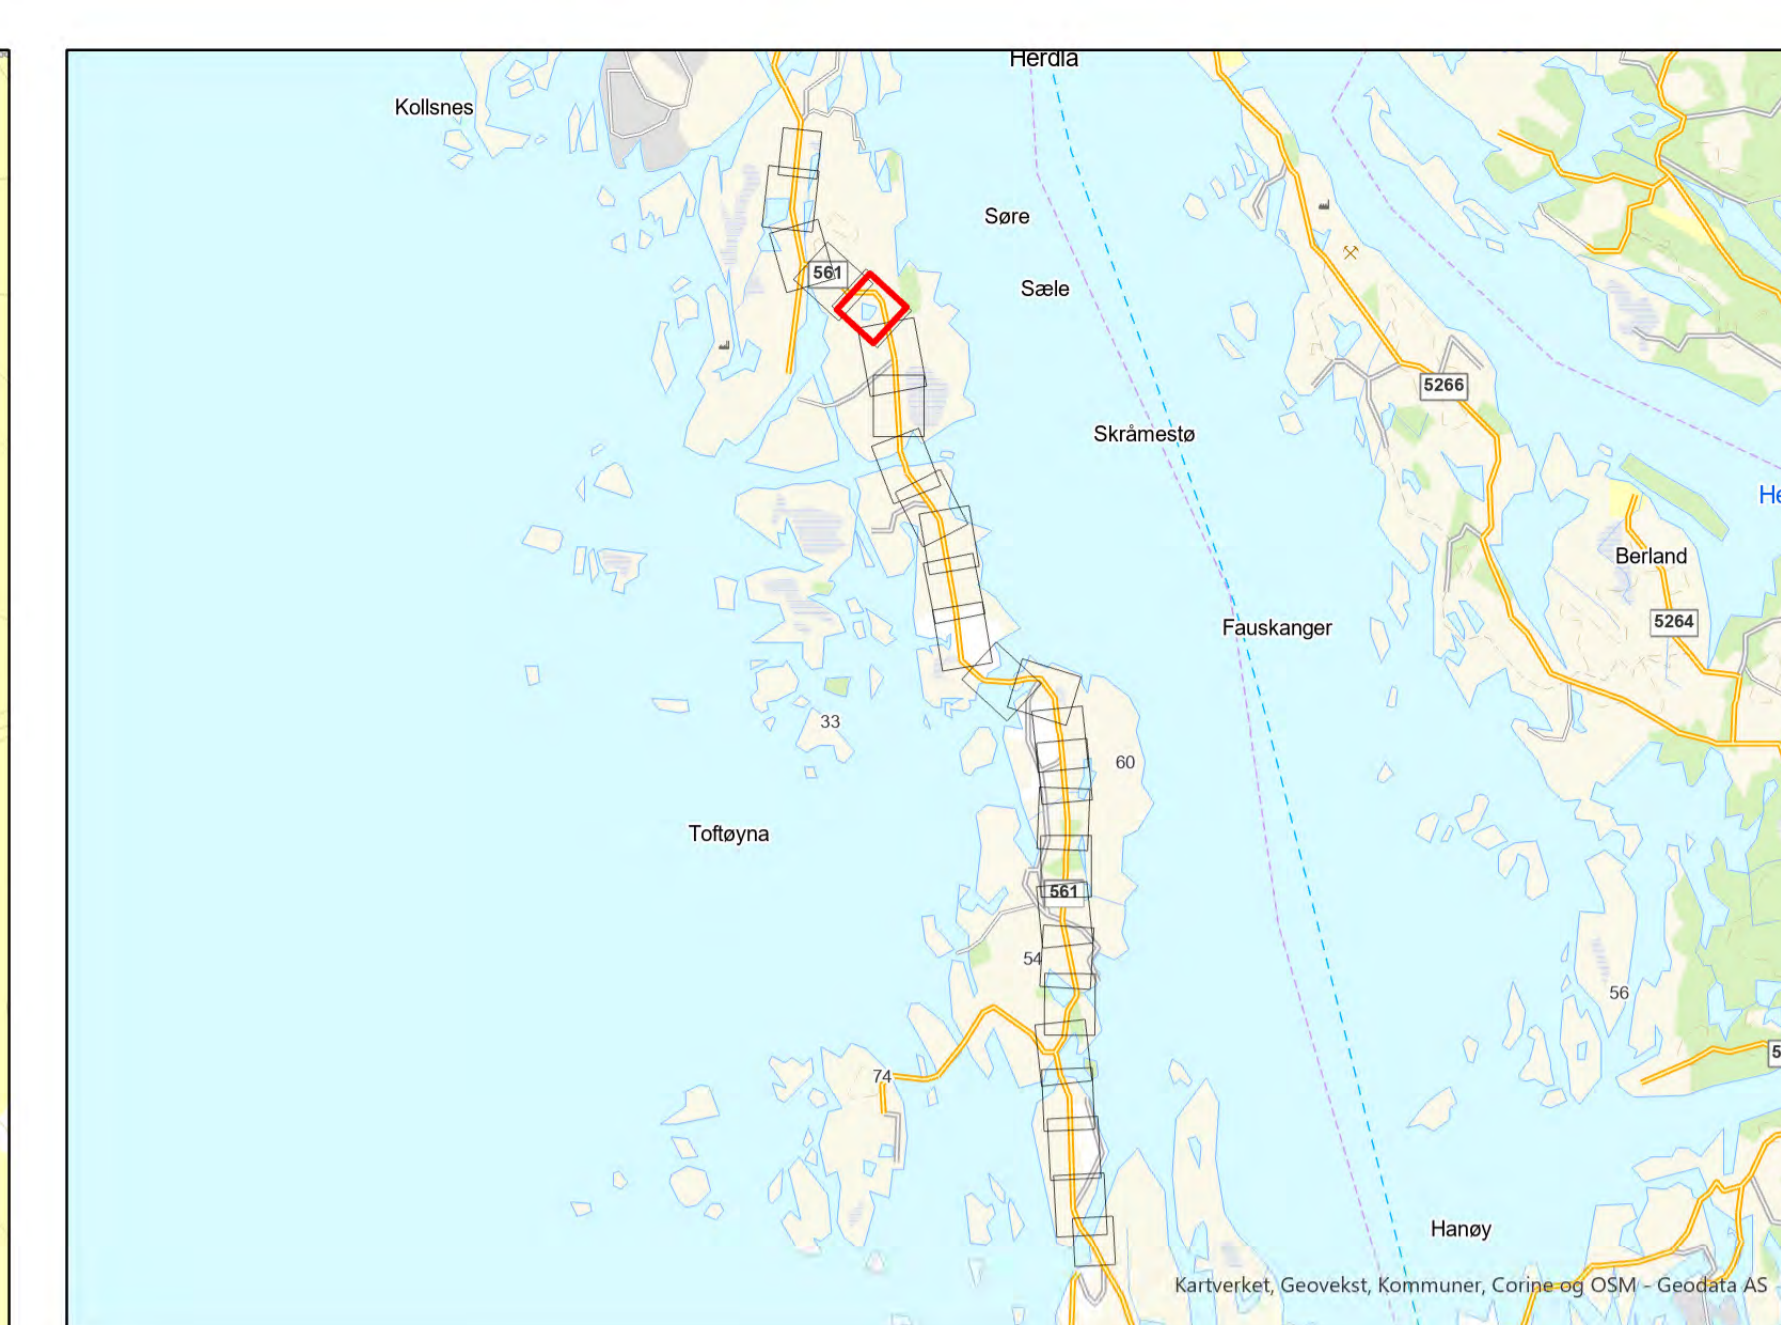 Herdla
Kollsnes
Søre
561
Sæle
5266
Skråmestø
Berland
5264
Fauskanger
33
60
Toftøyna
561
54
56
74
Hanøy
Kartverket, Geovekst, Kommuner, Corine og OSM - Geodata AS